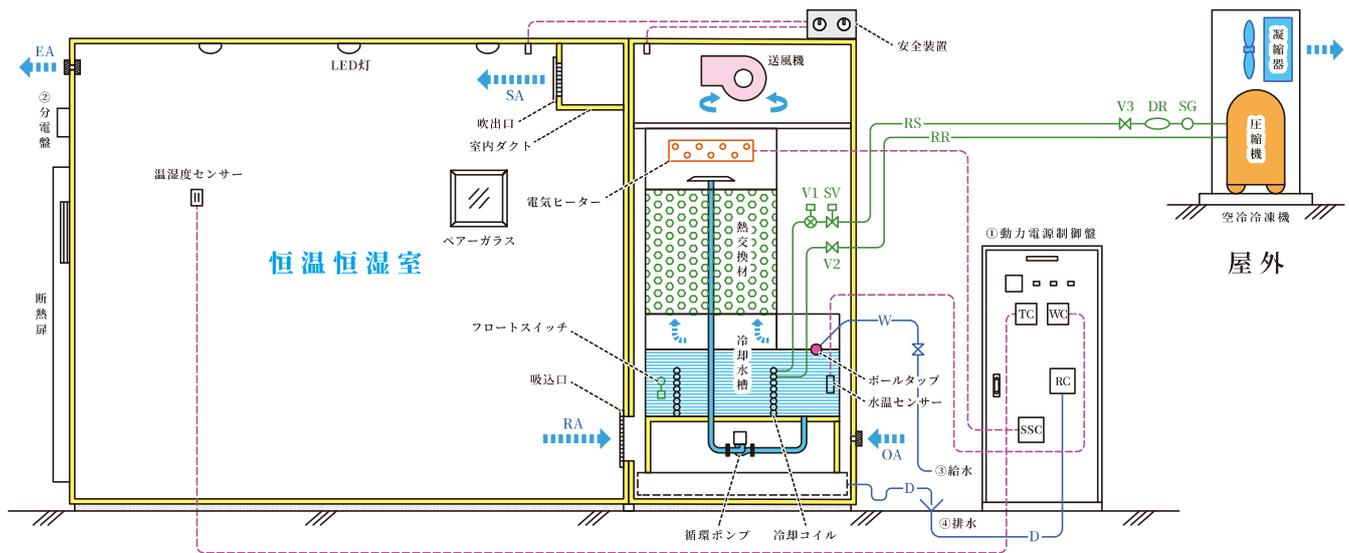 安全装置
EA
LED灯
SA
送風機
凝縮器
②分電盤
吹出口
室内ダクト
RS
RR
V3
DR
SG
圧縮機
温湿度センサー
電気ヒーター
ペアーガラス
V1
SV
V2
熱交換材
空冷冷凍機
屋外
①動力電源制御盤
恒温恒湿室
断熱扉
TC
WC
フロートスイッチ
冷却水槽
W
吸込口
ボールタップ
水温センサー
RC
RA
SSC
OA
③給水
D
④排水
D
循環ポンプ
冷却コイル